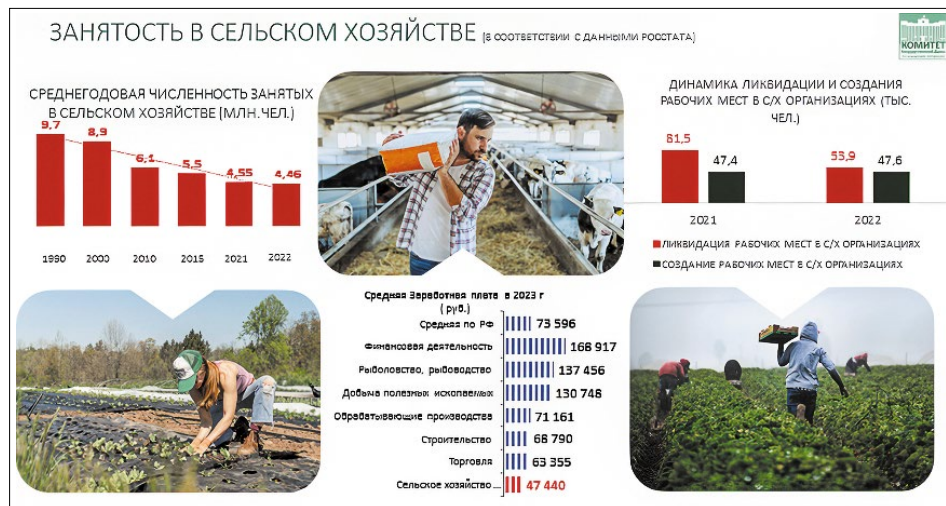 ЗАНЯТОСТЬ В СЕЛЬСКОМ ХОЗЯЙСТВЕ (В СООТВЕТСТВИИ С ДАННЫМИ РОССТАТА)
КОМИТЕТ
СРЕДНЕГОДОВАЯ ЧИСЛЕННОСТЬ ЗАНЯТЫХ
В СЕЛЬСКОМ ХОЗЯЙСТВЕ (МЛН.ЧЕЛ.)
9,7 8,9 6,1 5,5 4,55 4,46
1990 2000 2010 2015 2021 2022
ДИНАМИКА ЛИКВИДАЦИИ И СОЗДАНИЯ
РАБОЧИХ МЕСТ В С/Х ОРГАНИЗАЦИЯХ (ТЫС.
ЧЕЛ.)
47,4 53,9 47,6
2021 2022
ЛИКВИДАЦИЯ РАБОЧИХ МЕСТ В С/Х ОРГАНИЗАЦИЯХ
СОЗДАНИЕ РАБОЧИХ МЕСТ В С/Х ОРГАНИЗАЦИЯХ
Средняя Заработная плата в 2023 г
(руб.)
Средняя по РФ 73 596
Финансовая деятельность 168 917
Рыболовство, рыбоводство 137 456
Добыча полезных ископаемых 130 748
Обрабатывающие производства 71 161
Строительство 68 790
Торговля 63 355
Сельское хозяйство 47 440